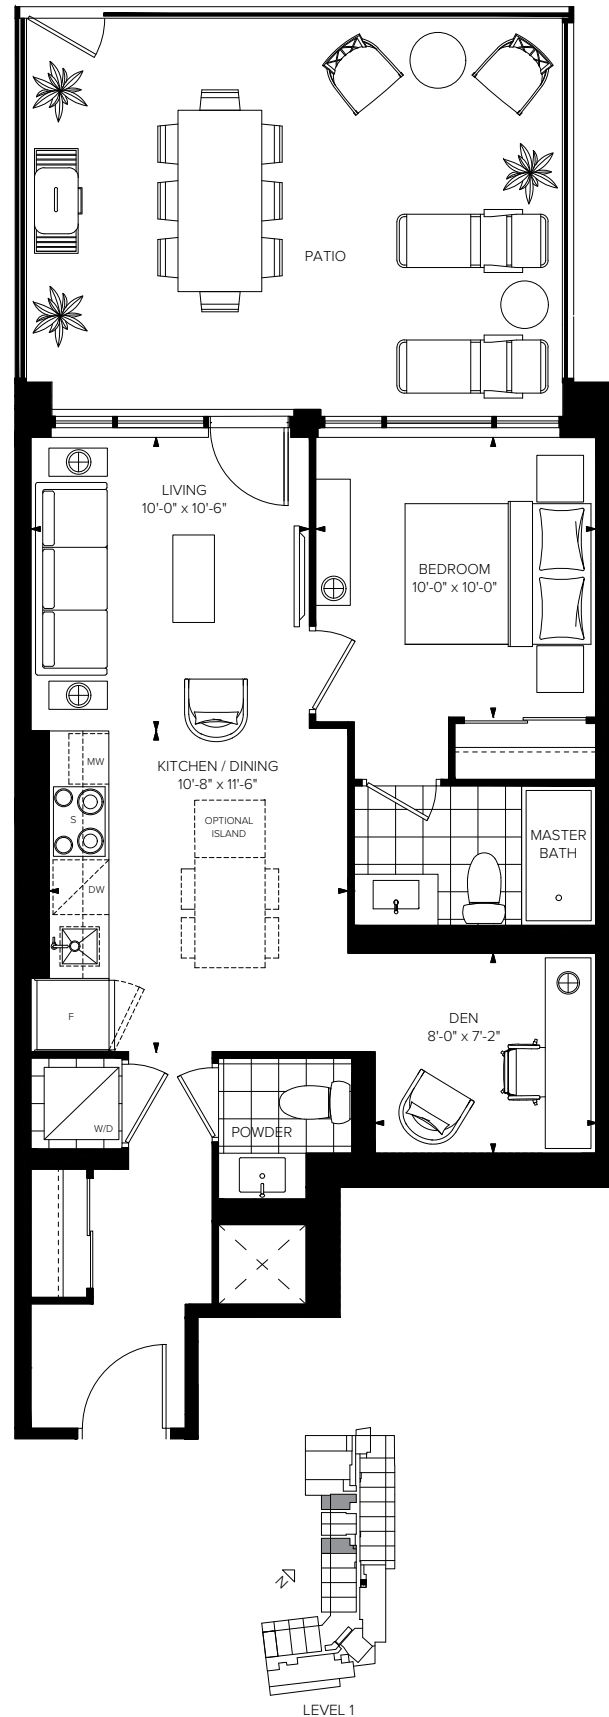 PATIO
LIVING
10'-0" x 10'-6"
BEDROOM
10'-0" x 10'-0"
KITCHEN / DINING
10'-8" x 11'-6"
MW
S
OPTIONAL
ISLAND
MASTER
BATH
DW
F
DEN
8'-0" x 7'-2"
W/D
POWDER
N
LEVEL 1